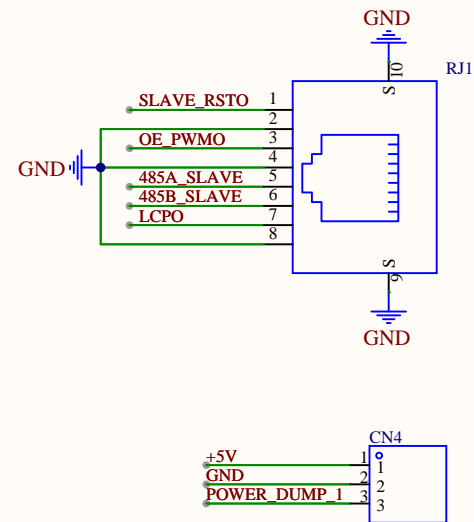 GND
10
S
RJ1
SLAVE_RSTO 1
2
OE_PWMO 3
GND 4
485A_SLAVE 5
485B_SLAVE 6
LCPO 7
8
S
9
GND
CN4
+5V 1 1
GND 2 2
POWER_DUMP_1 3 3